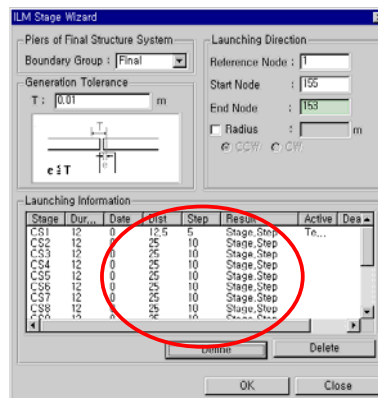 ILM Stage Wizard
Piers of Final Structure System
Boundary Group : Final
Generation Tolerance
T : 0.01 m
T
e
e ≦ T
Launching Direction
Reference Node : 1
Start Node : 155
End Node : 153
Radius : m
CCW CW
Launching Information
Stage Dur... Date Dist Step Result Active Dea
CS1 12 0 12,5 5 Stage,Step Te...
CS2 12 0 25 10 Stage,Step
CS3 12 0 25 10 Stage,Step
CS4 12 0 25 10 Stage,Step
CS5 12 0 25 10 Stage,Step
CS6 12 0 25 10 Stage,Step
CS7 12 0 25 10 Stage,Step
CS8 12 0 25 10 Stage,Step
Define Delete
OK Close